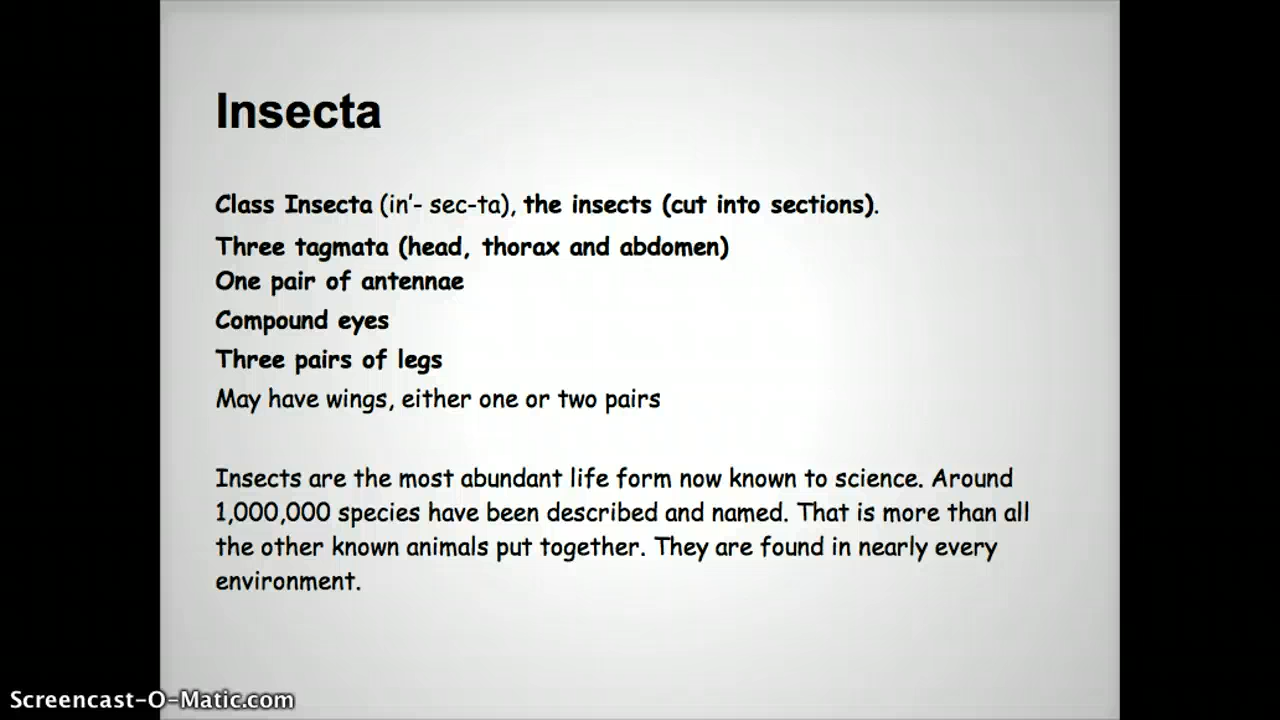 Insecta
Class Insecta (in’- sec-ta), the insects (cut into sections).
Three tagmata (head, thorax and abdomen)
One pair of antennae
Compound eyes
Three pairs of legs
May have wings, either one or two pairs
Insects are the most abundant life form now known to science. Around
1,000,000 species have been described and named. That is more than all
the other known animals put together. They are found in nearly every
environment.
Screencast-O-Matic.com